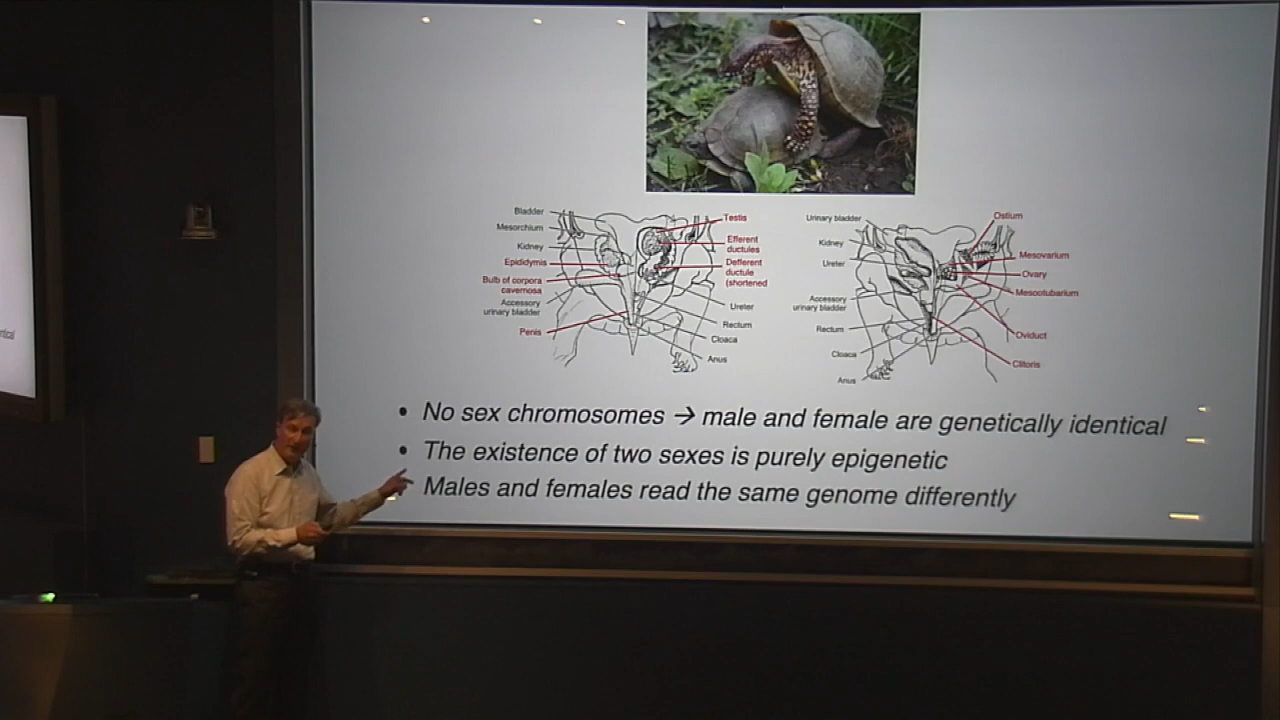 Bladder
Mesorchium
Kidney
Epididymis
Bulb of corpora
cavernosa
Accessory
urinary bladder
Penis
Testis
Efferent
ductules
Defferent
ductule
(shortened
Ureter
Rectum
Cloaca
Anus
Urinary bladder
Kidney
Ureter
Accessory
urinary bladder
Rectum
Cloaca
Anus
Ostium
Mesovarium
Ovary
Mesotubarium
Oviduct
Clitoris
• No sex chromosomes → male and female are genetically identical
• The existence of two sexes is purely epigenetic
Males and females read the same genome differently